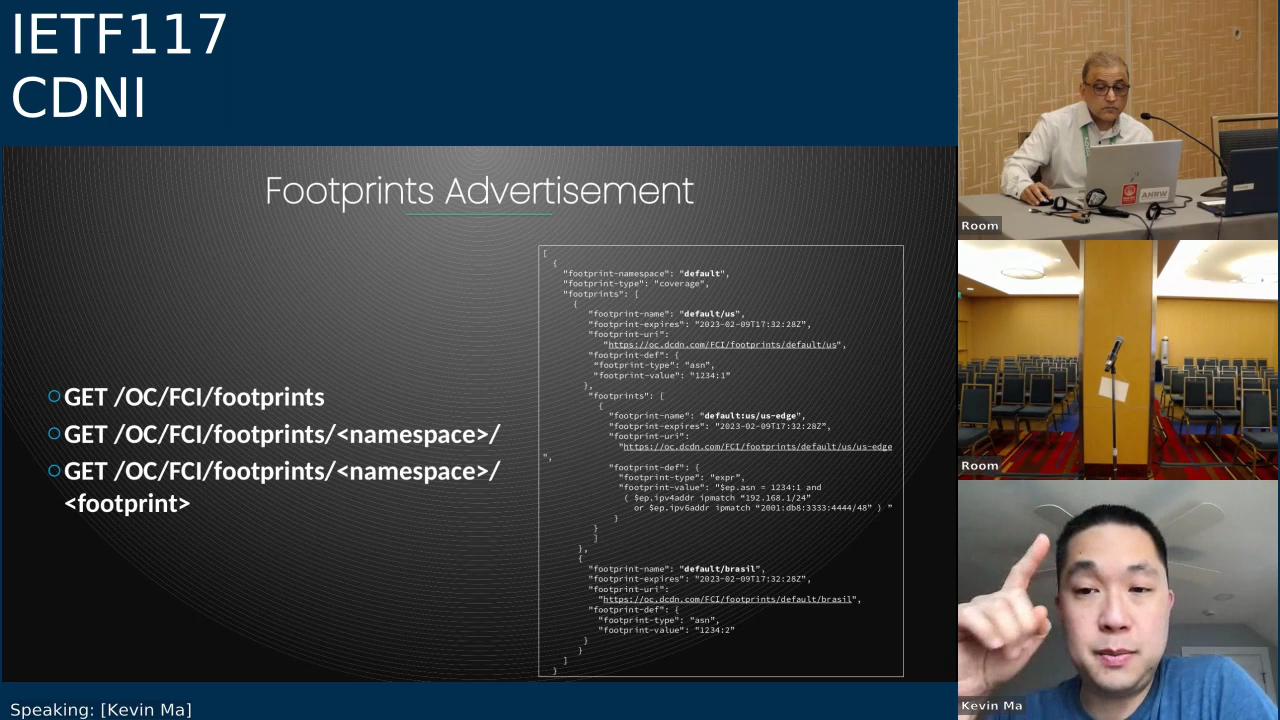 IETF117
CDNI
Footprints Advertisement
GET /OC/FCI/footprints
GET /OC/FCI/footprints/<namespace>/
GET /OC/FCI/footprints/<namespace>/
<footprint>
[
{
"footprint-namespace": "default",
"footprint-type": "coverage",
"footprints": [
{
"footprint-name": "default/us",
"footprint-expires": "2023-02-09T17:32:28Z",
"footprint-uri":
"https://oc.dcdn.com/FCI/footprints/default/us",
"footprint-def": {
"footprint-type": "asn",
"footprint-value": "1234:1"
},
"footprints": [
{
"footprint-name": "default:us/us-edge",
"footprint-expires": "2023-02-09T17:32:28Z",
"footprint-uri":
"https://oc.dcdn.com/FCI/footprints/default/us/us-edge
",
"footprint-def": {
"footprint-type": "expr",
"footprint-value": "$ep.asn = 1234:1 and
( $ep.ipv4addr ipmatch "192.168.1/24"
or $ep.ipv6addr ipmatch "2001:db8:3333:4444/48" ) "
}
}
]
},
{
"footprint-name": "default/brasil",
"footprint-expires": "2023-02-09T17:32:28Z",
"footprint-uri":
"https://oc.dcdn.com/FCI/footprints/default/brasil",
"footprint-def": {
"footprint-type": "asn",
"footprint-value": "1234:2"
}
}
]
}
Room
ANRW
Room
Kevin Ma
Speaking: [Kevin Ma]